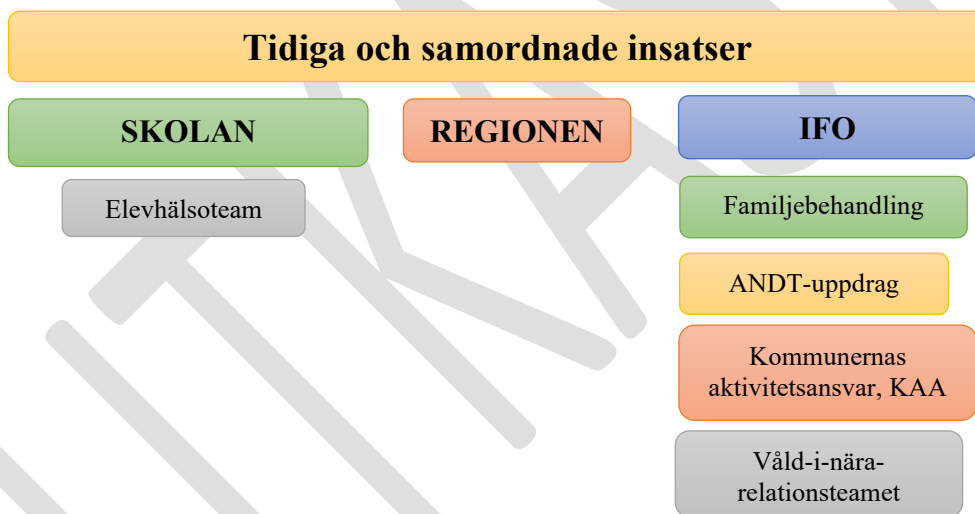 Tidiga och samordnade insatser
SKOLAN
REGIONEN
IFO
Elevhälsoteam
Familjebehandling
ANDT-uppdrag
Kommunernas
aktivitetsansvar, KAA
Våld-i-nära-
relationsteamet